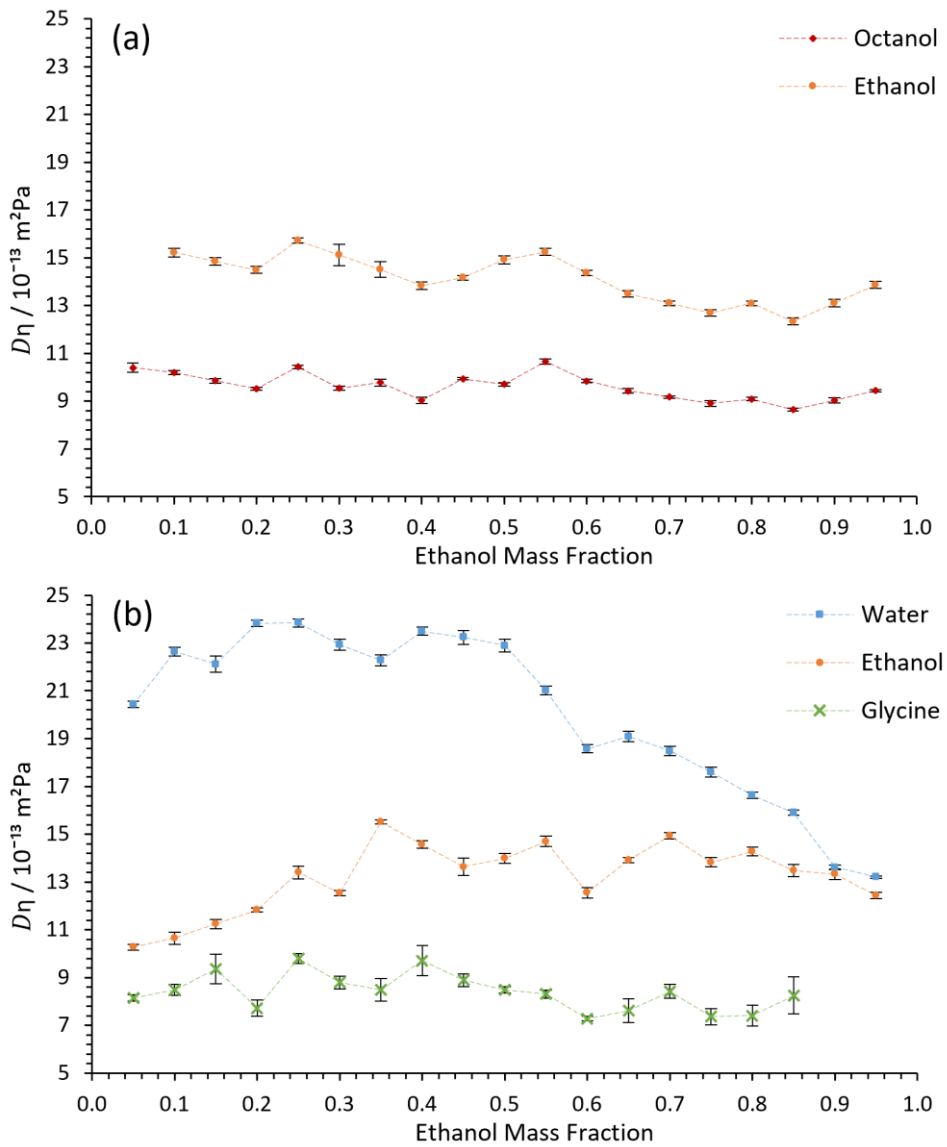 (a)
Octanol
Ethanol
25
23
21
19
17
15
13
11
9
7
5
Dη / 10⁻¹³ m²Pa
0.0 0.1 0.2 0.3 0.4 0.5 0.6 0.7 0.8 0.9 1.0
Ethanol Mass Fraction
(b)
Water
Ethanol
Glycine
25
23
21
19
17
15
13
11
9
7
5
Dη / 10⁻¹³ m²Pa
0.0 0.1 0.2 0.3 0.4 0.5 0.6 0.7 0.8 0.9 1.0
Ethanol Mass Fraction